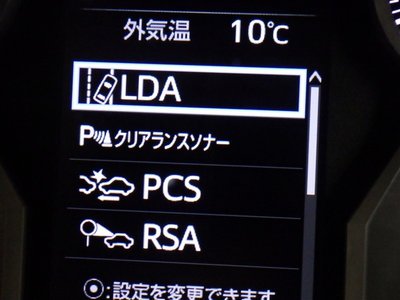 外気温 10℃
LDA
P クリアランスソナー
PCS
RSA
⦿:設定を変更できます